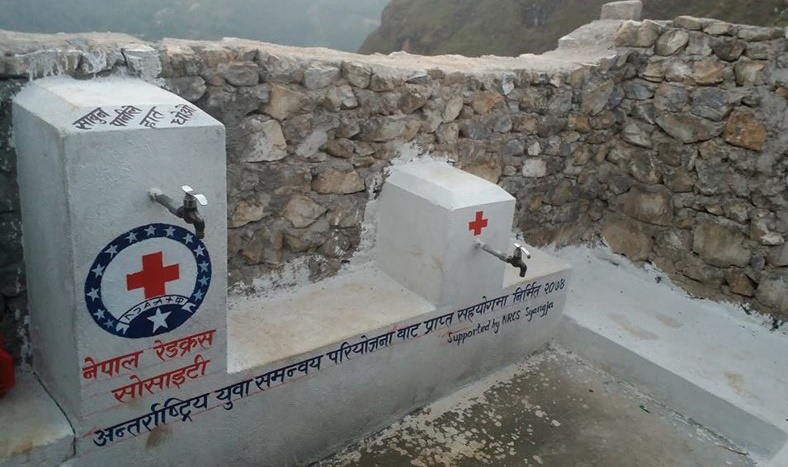 साबुन पानीले हात धोऔ
नेपाल रेडक्रस
सोसाइटी
अन्तर्राष्ट्रिय युवा समन्वय परियोजना बाट प्राप्त सहयोगमा निर्मित २०७४
Supported by NRCS Syangja